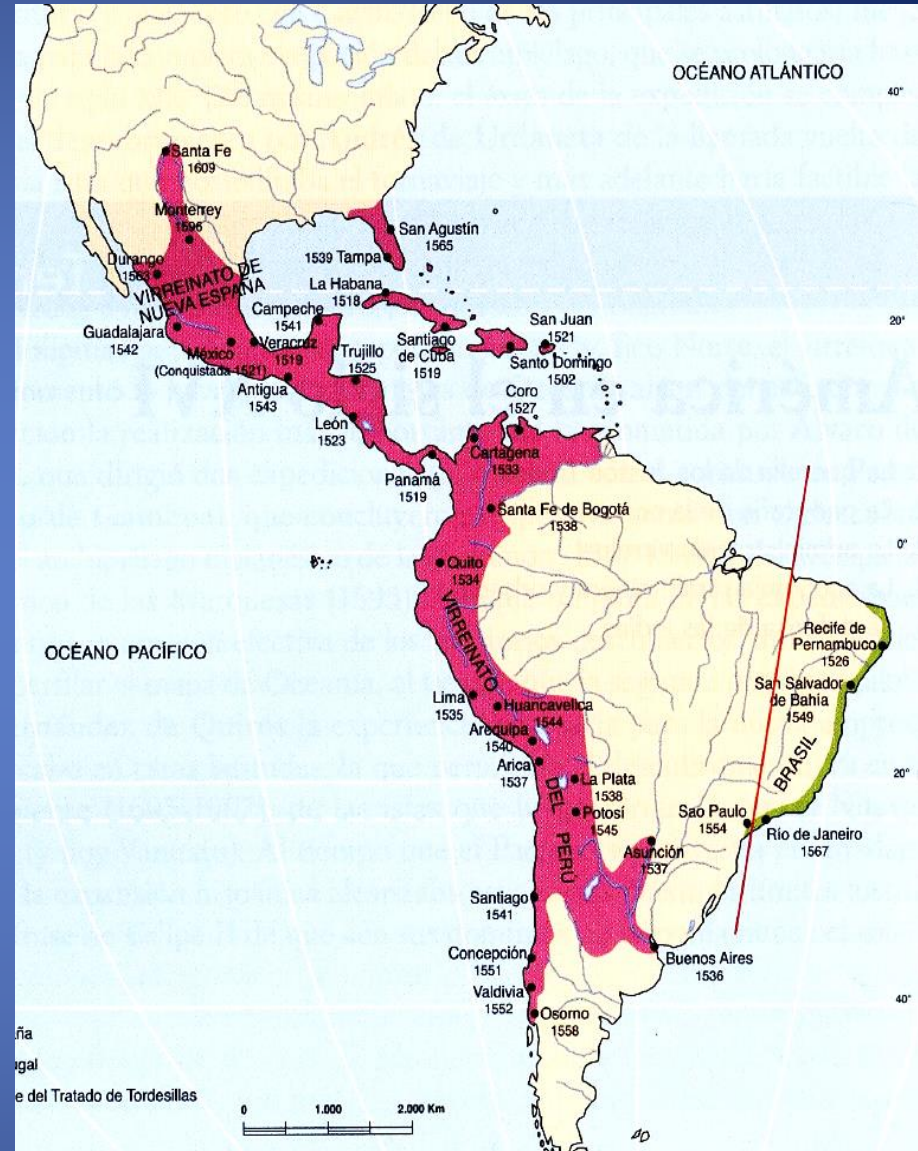 OCÉANO ATLÁNTICO
40°
Santa Fe
1609
Monterrey
1596
San Agustín
1565
Durango
1563
1539 Tampa
VIRREINATO DE
NUEVA ESPAÑA
La Habana
1518
Campeche
1541
San Juan
1521
20°
Guadalajara
1542
México
(Conquistada 1521)
Veracruz
1519
Trujillo
1525
Santiago
de Cuba
1519
Santo Domingo
1502
Antigua
1543
Coro
1527
León
1523
Cartagena
1533
Panamá
1519
Santa Fe de Bogotá
1538
0°
Quito
1534
VIRREINATO
DEL
PERÚ
OCÉANO PACÍFICO
Recife de
Pernambuco
1526
San Salvador
de Bahía
1549
Lima
1535
Huancavelica
1544
Arequipa
1540
BRASIL
Arica
1537
La Plata
1538
20°
Potosí
1545
Sao Paulo
1554
Río de Janeiro
1567
Asunción
1537
Santiago
1541
Concepción
1551
Buenos Aires
1536
Valdivia
1552
40°
Osorno
1558
aña
ugal
e del Tratado de Tordesillas
0 1.000 2.000 Km